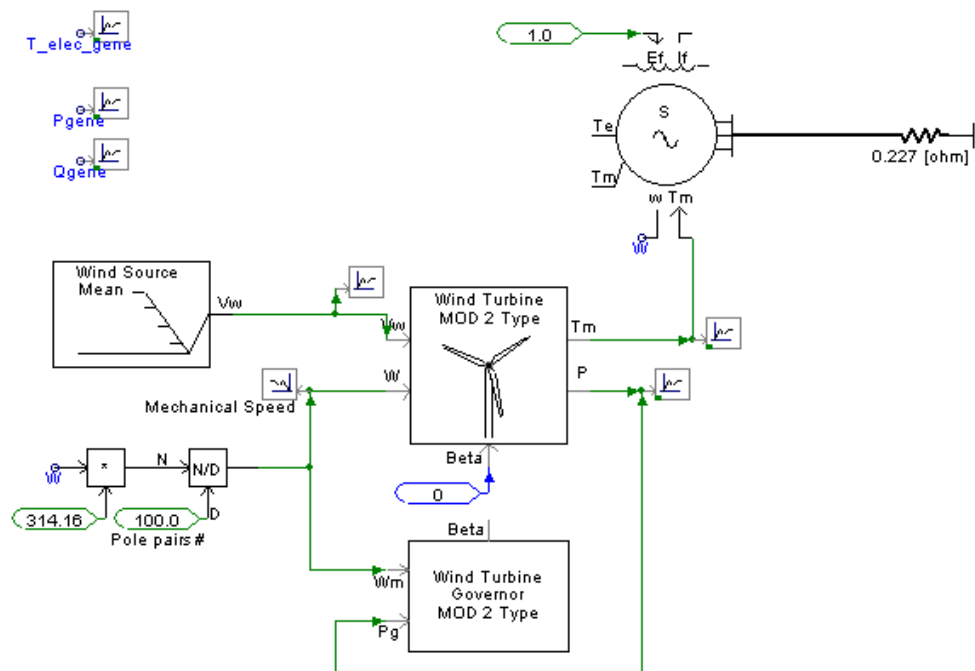 T_elec_gene
1.0
Ef If
Pgene
S
Te
0.227 [ohm]
Qgene
Tm
w Tm
W
Wind Source
Mean
Vw
Wind Turbine
MOD 2 Type
Vw
Tm
W
P
Mechanical Speed
Beta
W
*
N
N/D
0
314.16
100.0
D
Pole pairs #
Beta
Wm
Wind Turbine
Governor
MOD 2 Type
Pg